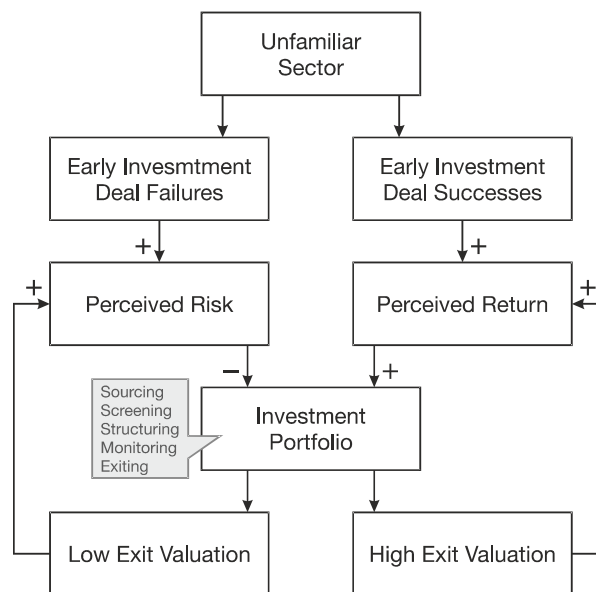 Unfamiliar
Sector
Early Invesmtment
Deal Failures
Early Investment
Deal Successes
+
+
+
Perceived Risk
Perceived Return
+
−
+
Sourcing
Screening
Structuring
Monitoring
Exiting
Investment
Portfolio
Low Exit Valuation
High Exit Valuation